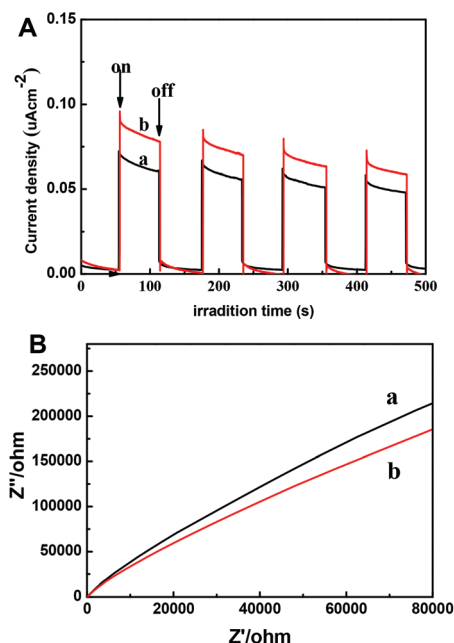 A
Current density (uAcm-2)
0.15
0.10
0.05
0.00
on
off
b
a
0 100 200 300 400 500
irradition time (s)
B
Z''/ohm
250000
200000
150000
100000
50000
0
a
b
0 20000 40000 60000 80000
Z'/ohm